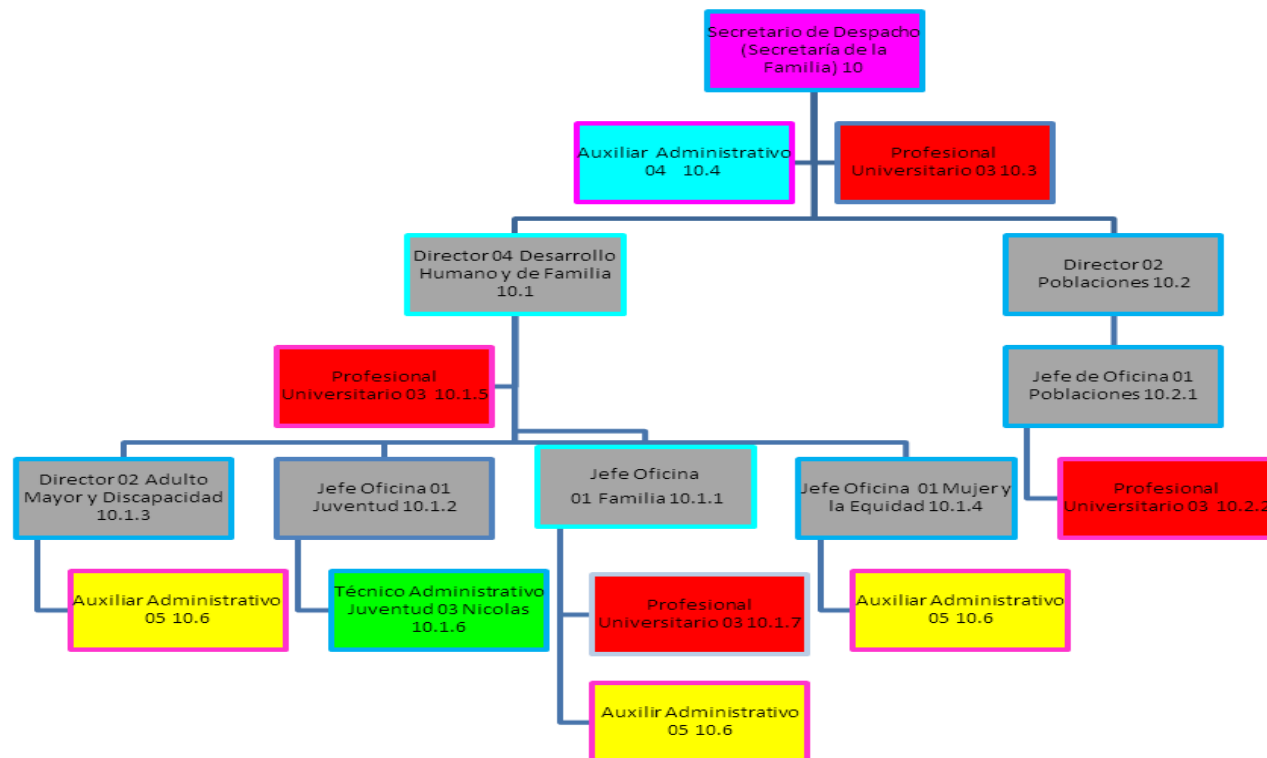 Secretario de Despacho
(Secretaría de la
Familia) 10
Auxiliar Administrativo
04 10.4
Profesional
Universitario 03 10.3
Director 04 Desarrollo
Humano y de Familia
10.1
Director 02
Poblaciones 10.2
Profesional
Universitario 03 10.1.5
Jefe de Oficina 01
Poblaciones 10.2.1
Director 02 Adulto
Mayor y Discapacidad
10.1.3
Jefe Oficina 01
Juventud 10.1.2
Jefe Oficina
01 Familia 10.1.1
Jefe Oficina 01 Mujer y
la Equidad 10.1.4
Profesional
Universitario 03 10.2.2
Auxiliar Administrativo
05 10.6
Técnico Administrativo
Juventud 03 Nicolas
10.1.6
Profesional
Universitario 03 10.1.7
Auxiliar Administrativo
05 10.6
Auxilir Administrativo
05 10.6